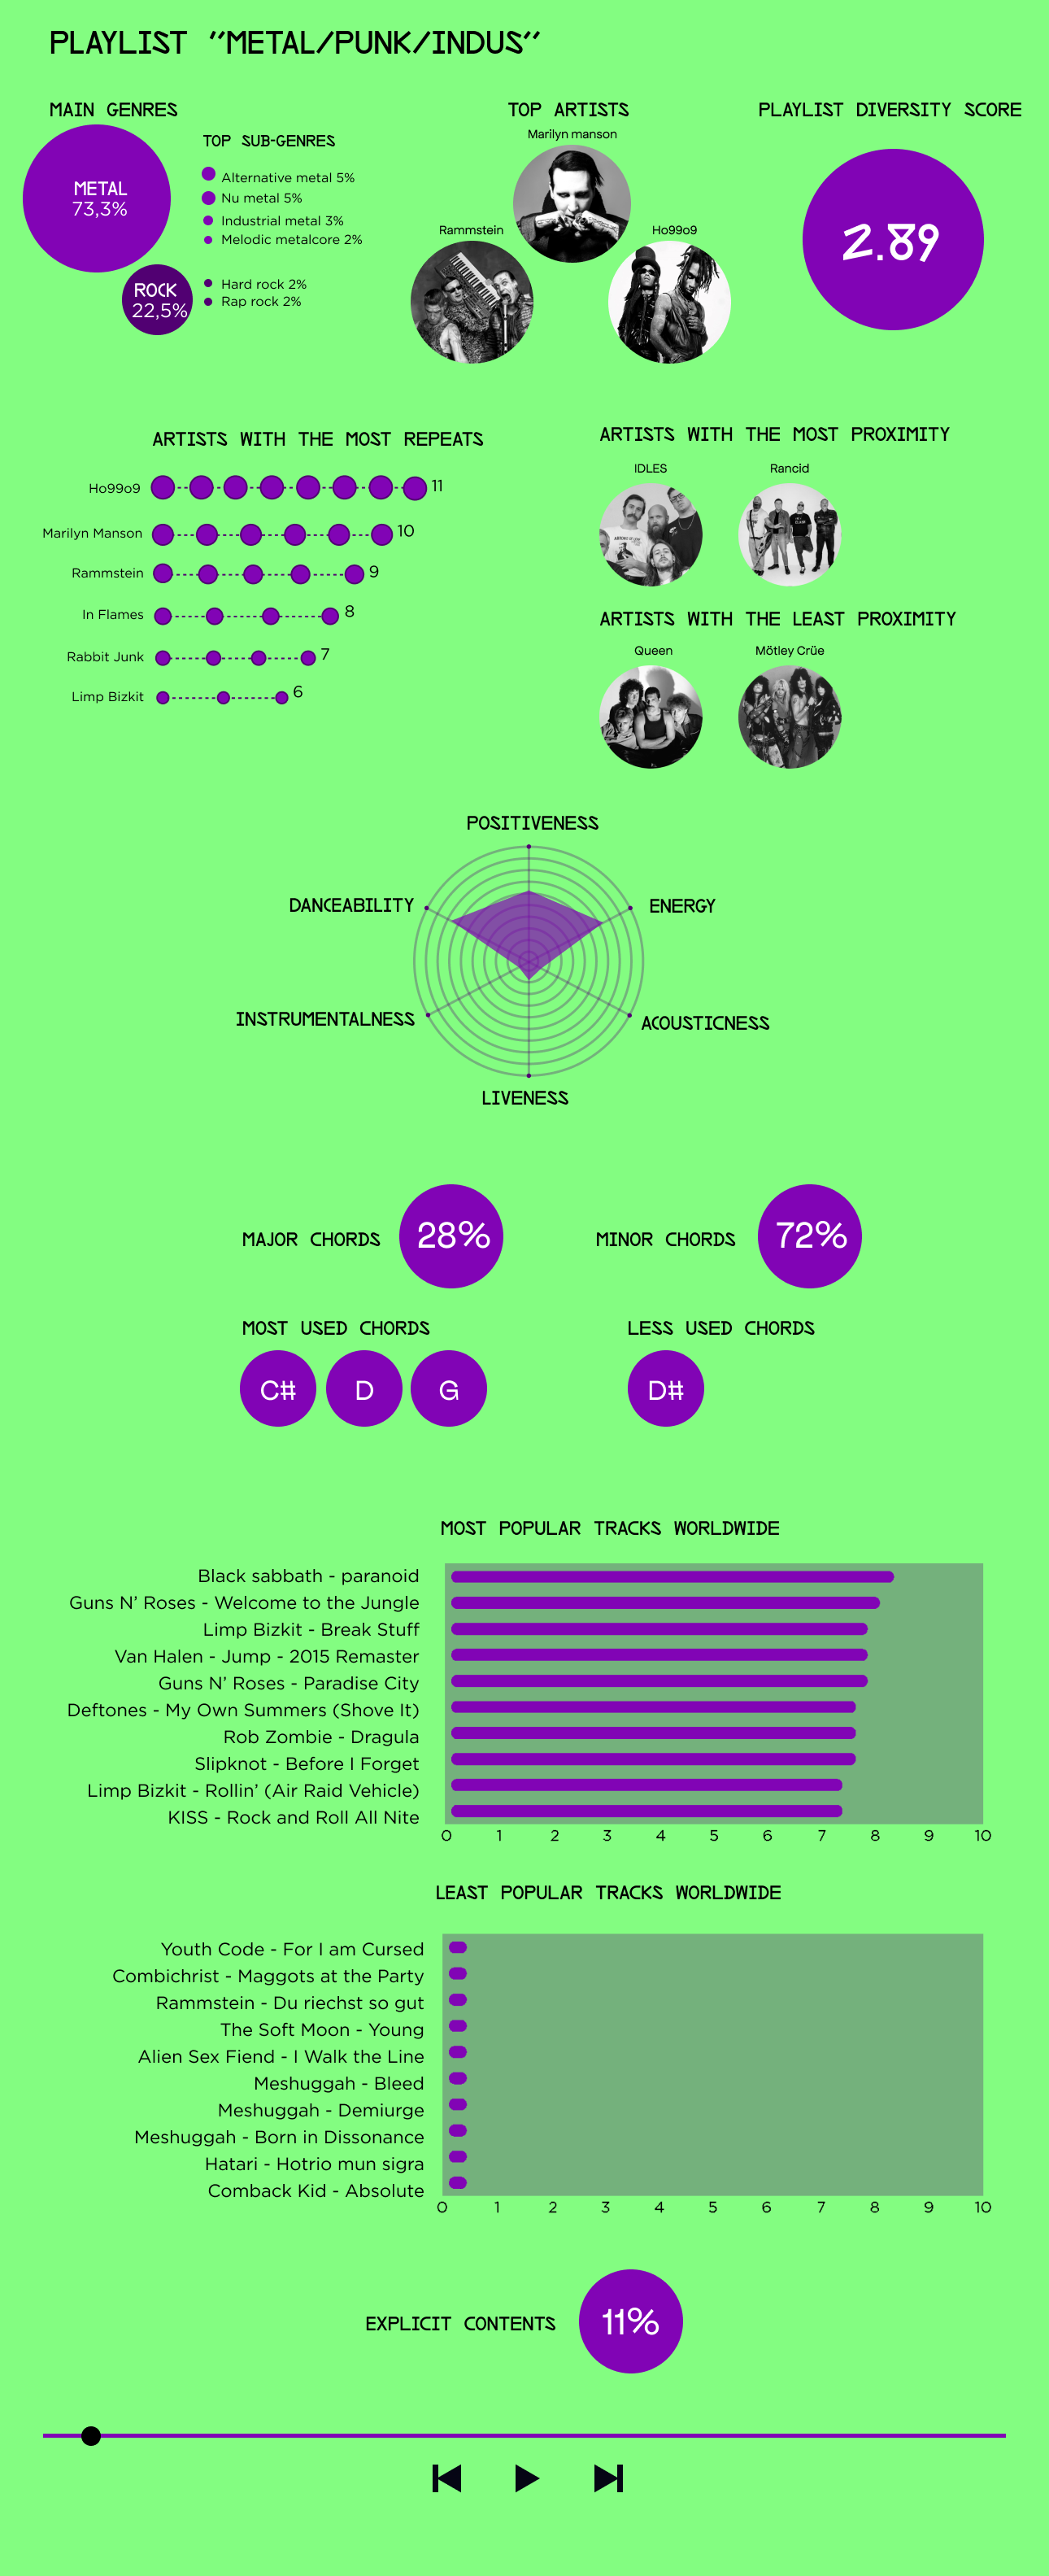 PLAYLIST "METAL/PUNK/INDUS"
MAIN GENRES
METAL
73,3%
ROCK
22,5%
TOP SUB-GENRES
Alternative metal 5%
Nu metal 5%
Industrial metal 3%
Melodic metalcore 2%
Hard rock 2%
Rap rock 2%
TOP ARTISTS
Marilyn manson
Rammstein
Ho99o9
PLAYLIST DIVERSITY SCORE
2.89
ARTISTS WITH THE MOST REPEATS
Ho99o9 11
Marilyn Manson 10
Rammstein 9
In Flames 8
Rabbit Junk 7
Limp Bizkit 6
ARTISTS WITH THE MOST PROXIMITY
IDLES
Rancid
ARTISTS WITH THE LEAST PROXIMITY
Queen
Mötley Crüe
POSITIVENESS
DANCEABILITY
ENERGY
INSTRUMENTALNESS
ACOUSTICNESS
LIVENESS
MAJOR CHORDS 28%
MINOR CHORDS 72%
MOST USED CHORDS
C# D G
LESS USED CHORDS
D#
MOST POPULAR TRACKS WORLDWIDE
Black sabbath - paranoid
Guns N' Roses - Welcome to the Jungle
Limp Bizkit - Break Stuff
Van Halen - Jump - 2015 Remaster
Guns N' Roses - Paradise City
Deftones - My Own Summers (Shove It)
Rob Zombie - Dragula
Slipknot - Before I Forget
Limp Bizkit - Rollin' (Air Raid Vehicle)
KISS - Rock and Roll All Nite
0 1 2 3 4 5 6 7 8 9 10
LEAST POPULAR TRACKS WORLDWIDE
Youth Code - For I am Cursed
Combichrist - Maggots at the Party
Rammstein - Du riechst so gut
The Soft Moon - Young
Alien Sex Fiend - I Walk the Line
Meshuggah - Bleed
Meshuggah - Demiurge
Meshuggah - Born in Dissonance
Hatari - Hotrio mun sigra
Comback Kid - Absolute
0 1 2 3 4 5 6 7 8 9 10
EXPLICIT CONTENTS 11%